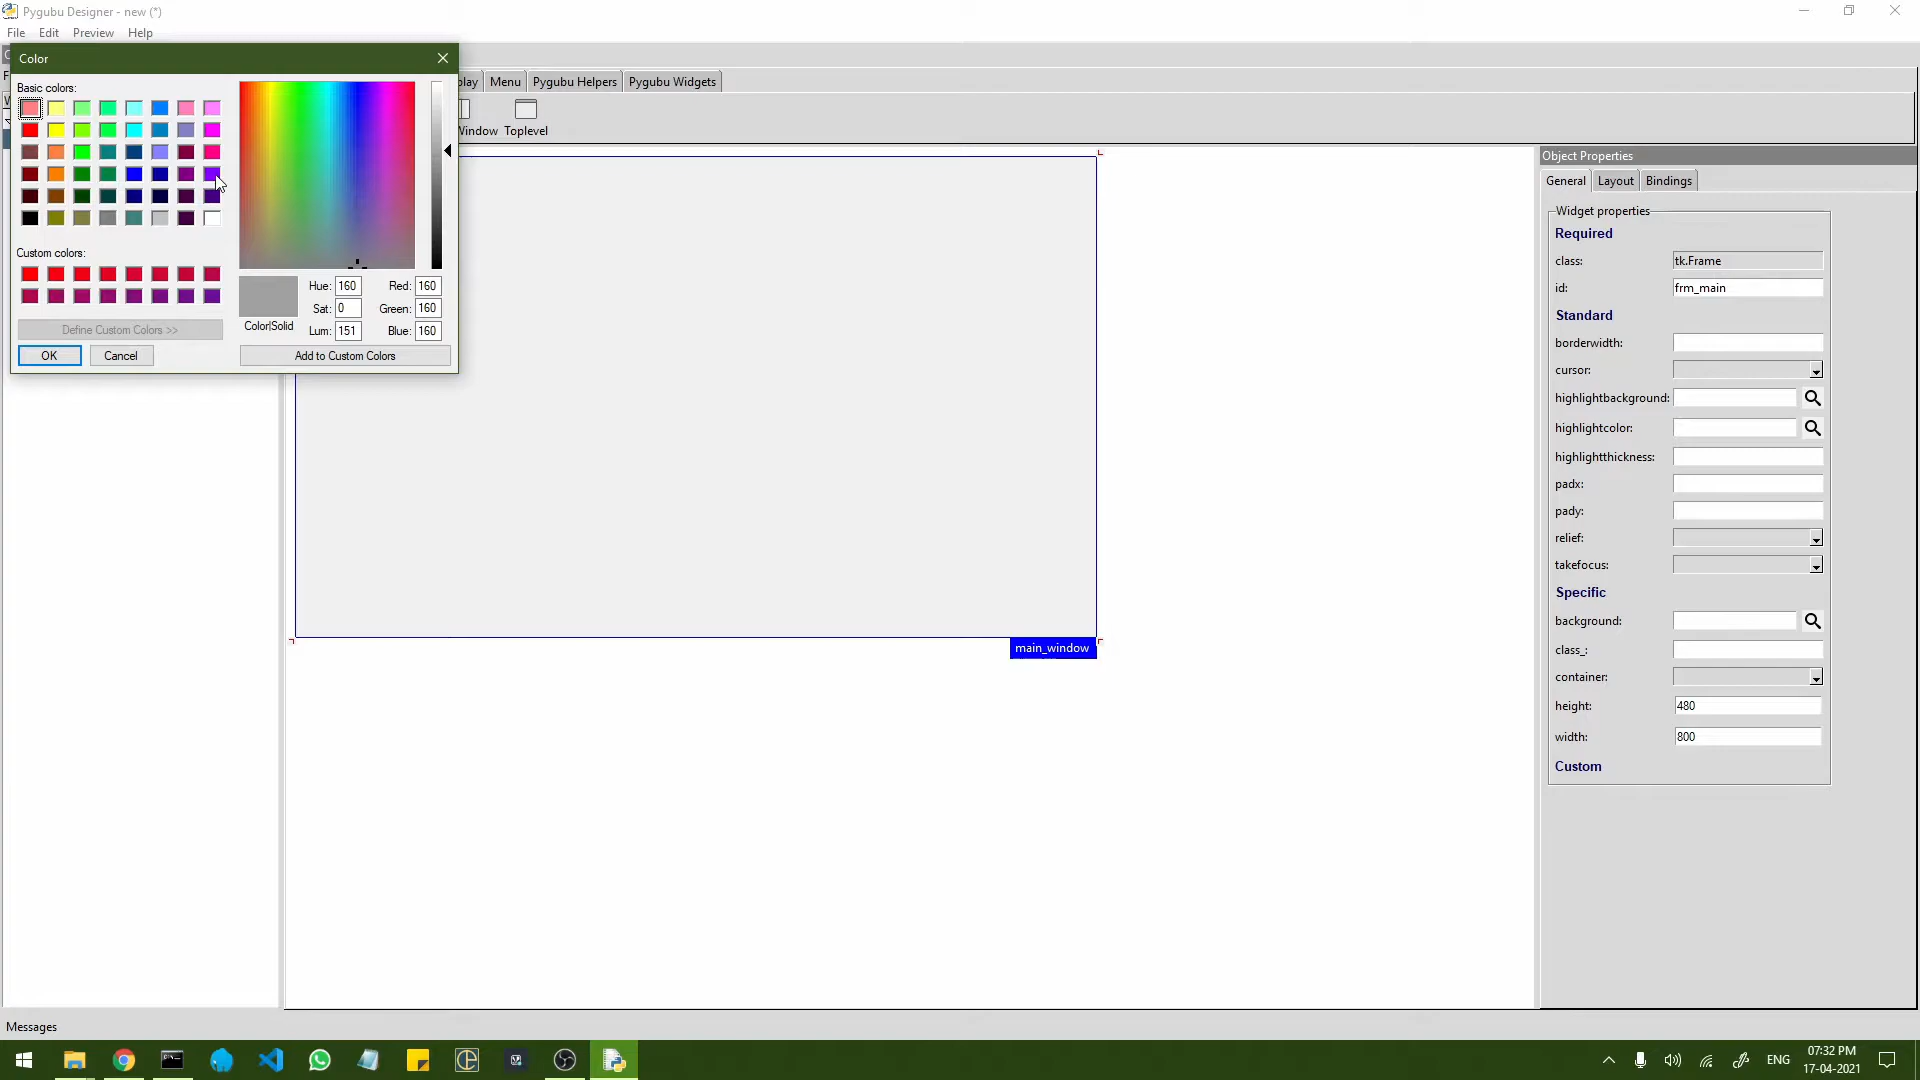 Pygubu Designer - new (*)
File Edit Preview Help
Color
Basic colors:
Custom colors:
Define Custom Colors >>
OK Cancel
Hue: 160 Red: 160
Sat: 0 Green: 160
Color|Solid
Lum: 151 Blue: 160
Add to Custom Colors
Menu Pygubu Helpers Pygubu Widgets
Window Toplevel
main_window
Object Properties
General Layout Bindings
Widget properties
Required
class: tk.Frame
id: frm_main
Standard
borderwidth:
cursor:
highlightbackground:
highlightcolor:
highlightthickness:
padx:
pady:
relief:
takefocus:
Specific
background:
class_:
container:
height: 480
width: 800
Custom
Messages
ENG
07:32 PM
17-04-2021